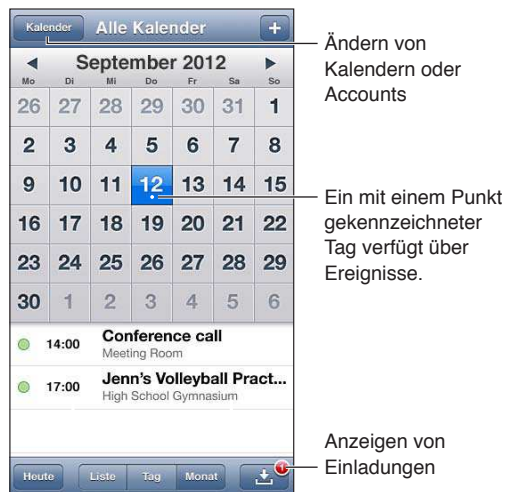 Kalender Alle Kalender +
September 2012
Mo Di Mi Do Fr Sa So
26 27 28 29 30 31 1
2 3 4 5 6 7 8
9 10 11 12 13 14 15
16 17 18 19 20 21 22
23 24 25 26 27 28 29
30 1 2 3 4 5 6
14:00 Conference call
Meeting Room
17:00 Jenn's Volleyball Pract...
High School Gymnasium
Heute Liste Tag Monat 1
Ändern von
Kalendern oder
Accounts
Ein mit einem Punkt
gekennzeichneter
Tag verfügt über
Ereignisse.
Anzeigen von
Einladungen